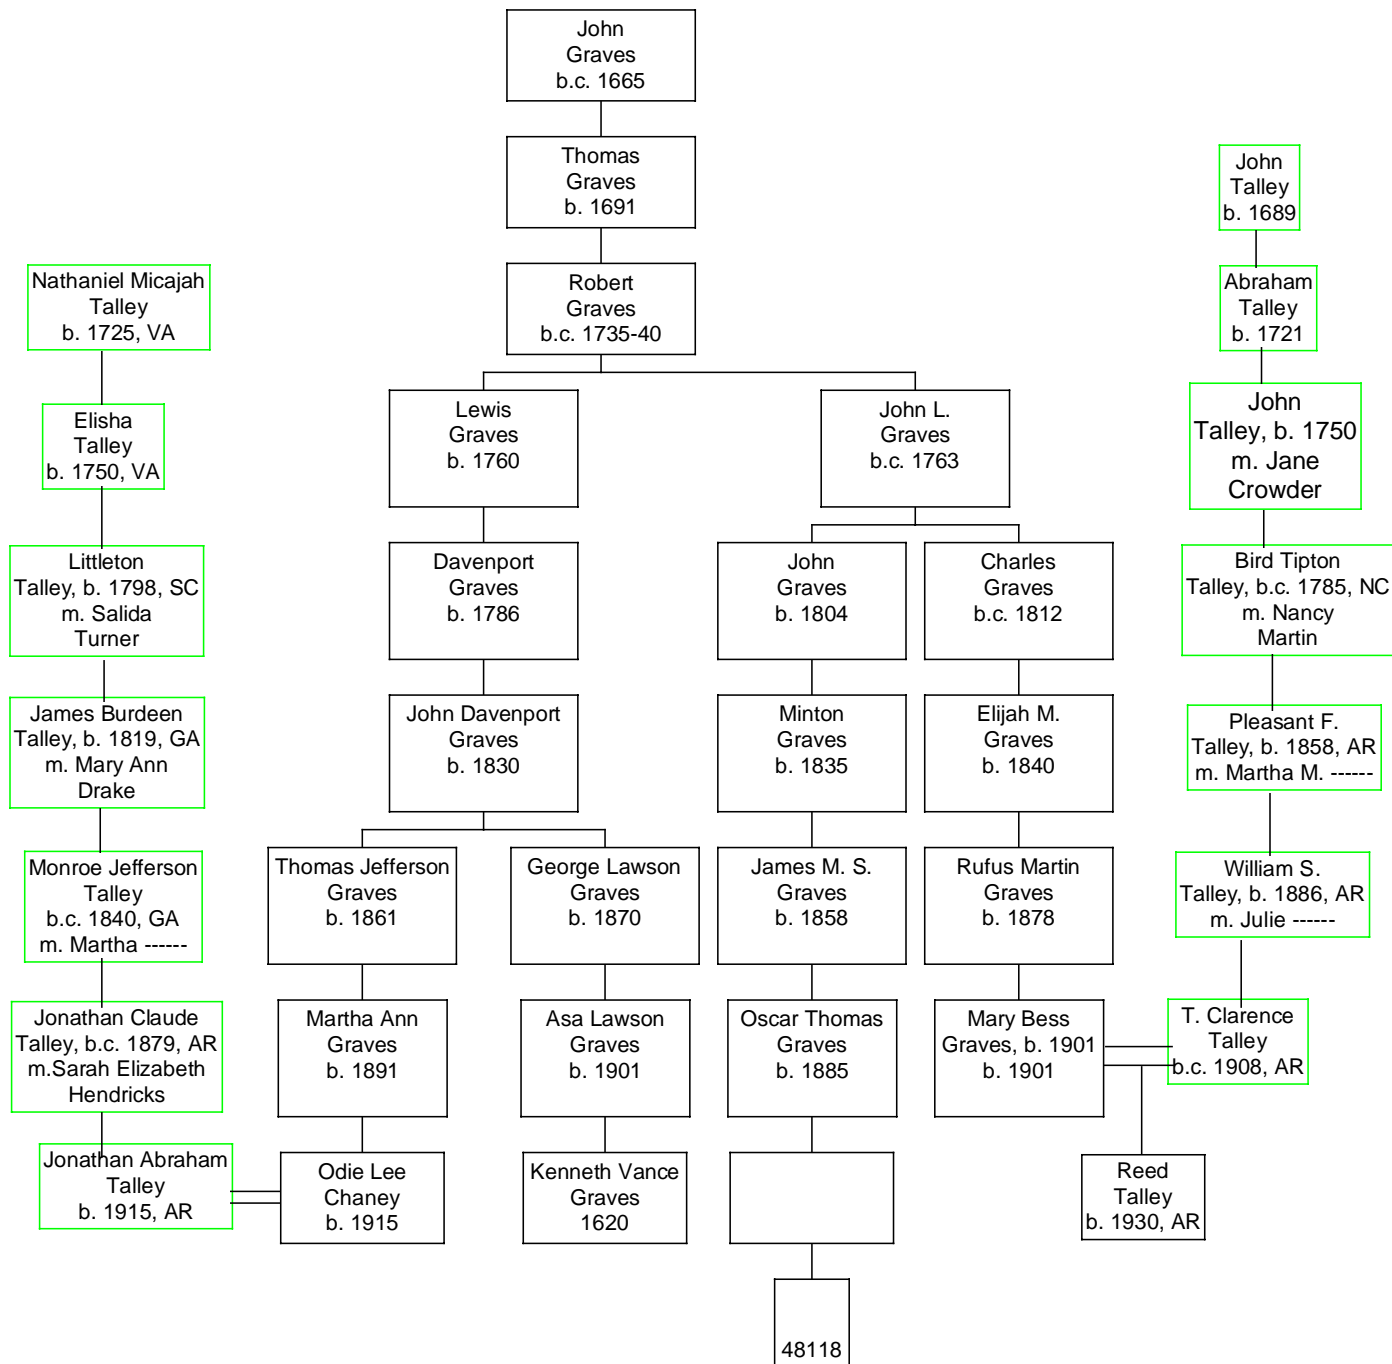 John
Graves
b.c. 1665
Thomas
Graves
b. 1691
John
Talley
b. 1689
Nathaniel Micajah
Talley
b. 1725, VA
Robert
Graves
b.c. 1735-40
Abraham
Talley
b. 1721
Elisha
Talley
b. 1750, VA
Lewis
Graves
b. 1760
John L.
Graves
b.c. 1763
John
Talley, b. 1750
m. Jane
Crowder
Littleton
Talley, b. 1798, SC
m. Salida
Turner
Davenport
Graves
b. 1786
John
Graves
b. 1804
Charles
Graves
b.c. 1812
Bird Tipton
Talley, b.c. 1785, NC
m. Nancy
Martin
James Burdeen
Talley, b. 1819, GA
m. Mary Ann
Drake
John Davenport
Graves
b. 1830
Minton
Graves
b. 1835
Elijah M.
Graves
b. 1840
Pleasant F.
Talley, b. 1858, AR
m. Martha M. ------
Monroe Jefferson
Talley
b.c. 1840, GA
m. Martha ------
Thomas Jefferson
Graves
b. 1861
George Lawson
Graves
b. 1870
James M. S.
Graves
b. 1858
Rufus Martin
Graves
b. 1878
William S.
Talley, b. 1886, AR
m. Julie ------
Jonathan Claude
Talley, b.c. 1879, AR
m.Sarah Elizabeth
Hendricks
Martha Ann
Graves
b. 1891
Asa Lawson
Graves
b. 1901
Oscar Thomas
Graves
b. 1885
Mary Bess
Graves, b. 1901
b. 1901
T. Clarence
Talley
b.c. 1908, AR
Jonathan Abraham
Talley
b. 1915, AR
Odie Lee
Chaney
b. 1915
Kenneth Vance
Graves
1620
Reed
Talley
b. 1930, AR
48118